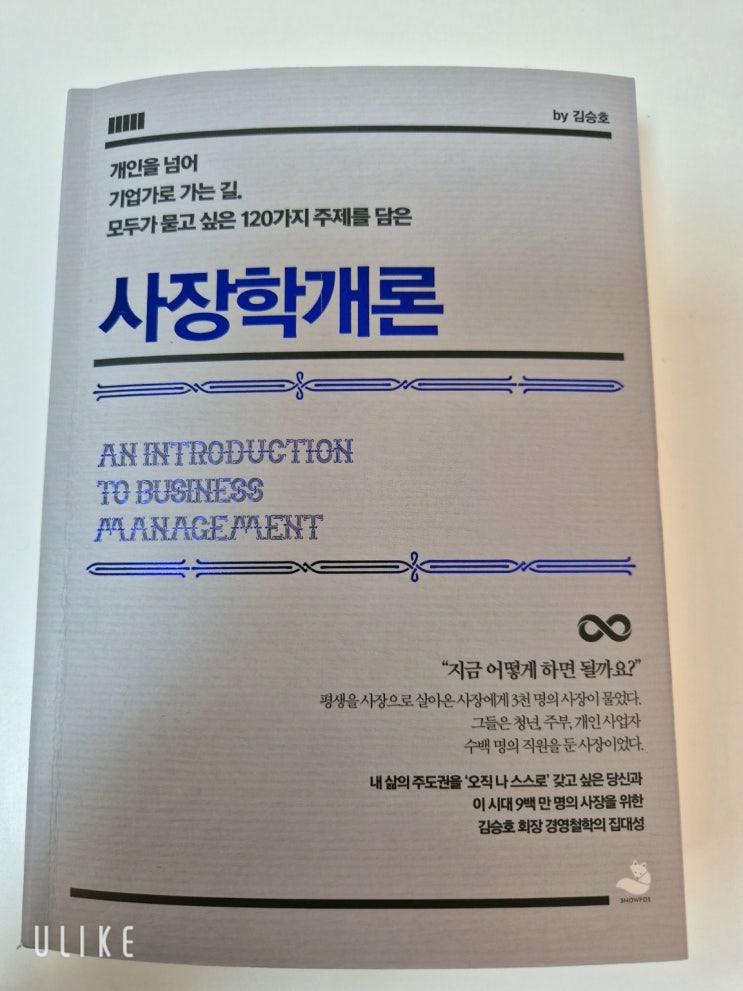 by 김승호
개인을 넘어
기업가로 가는 길.
모두가 묻고 싶은 120가지 주제를 담은
사장학개론
AN INTRODUCTION
TO BUSINESS
MANAGEMENT
“지금 어떻게 하면 될까요?”
평생을 사장으로 살아온 사장에게 3천 명의 사장이 물었다.
그들은 청년, 주부, 개인 사업자
수백 명의 직원을 둔 사장이었다.
내 삶의 주도권을 ‘오직 나 스스로’ 갖고 싶은 당신과
이 시대 9백 만 명의 사장을 위한
김승호 회장 경영철학의 집대성
SNOWFOX
ULIKE